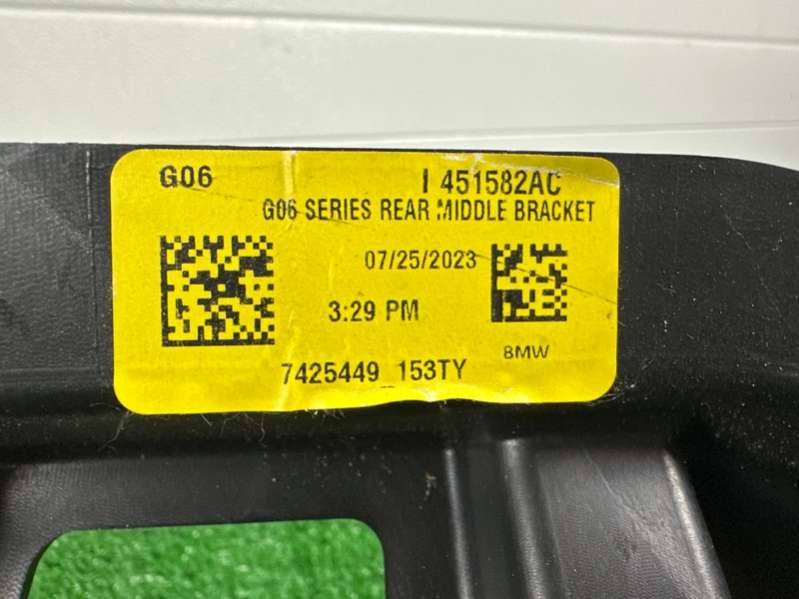 G06 I 451582AC
G06 SERIES REAR MIDDLE BRACKET
07/25/2023
3:29 PM
BMW
7425449 153TY